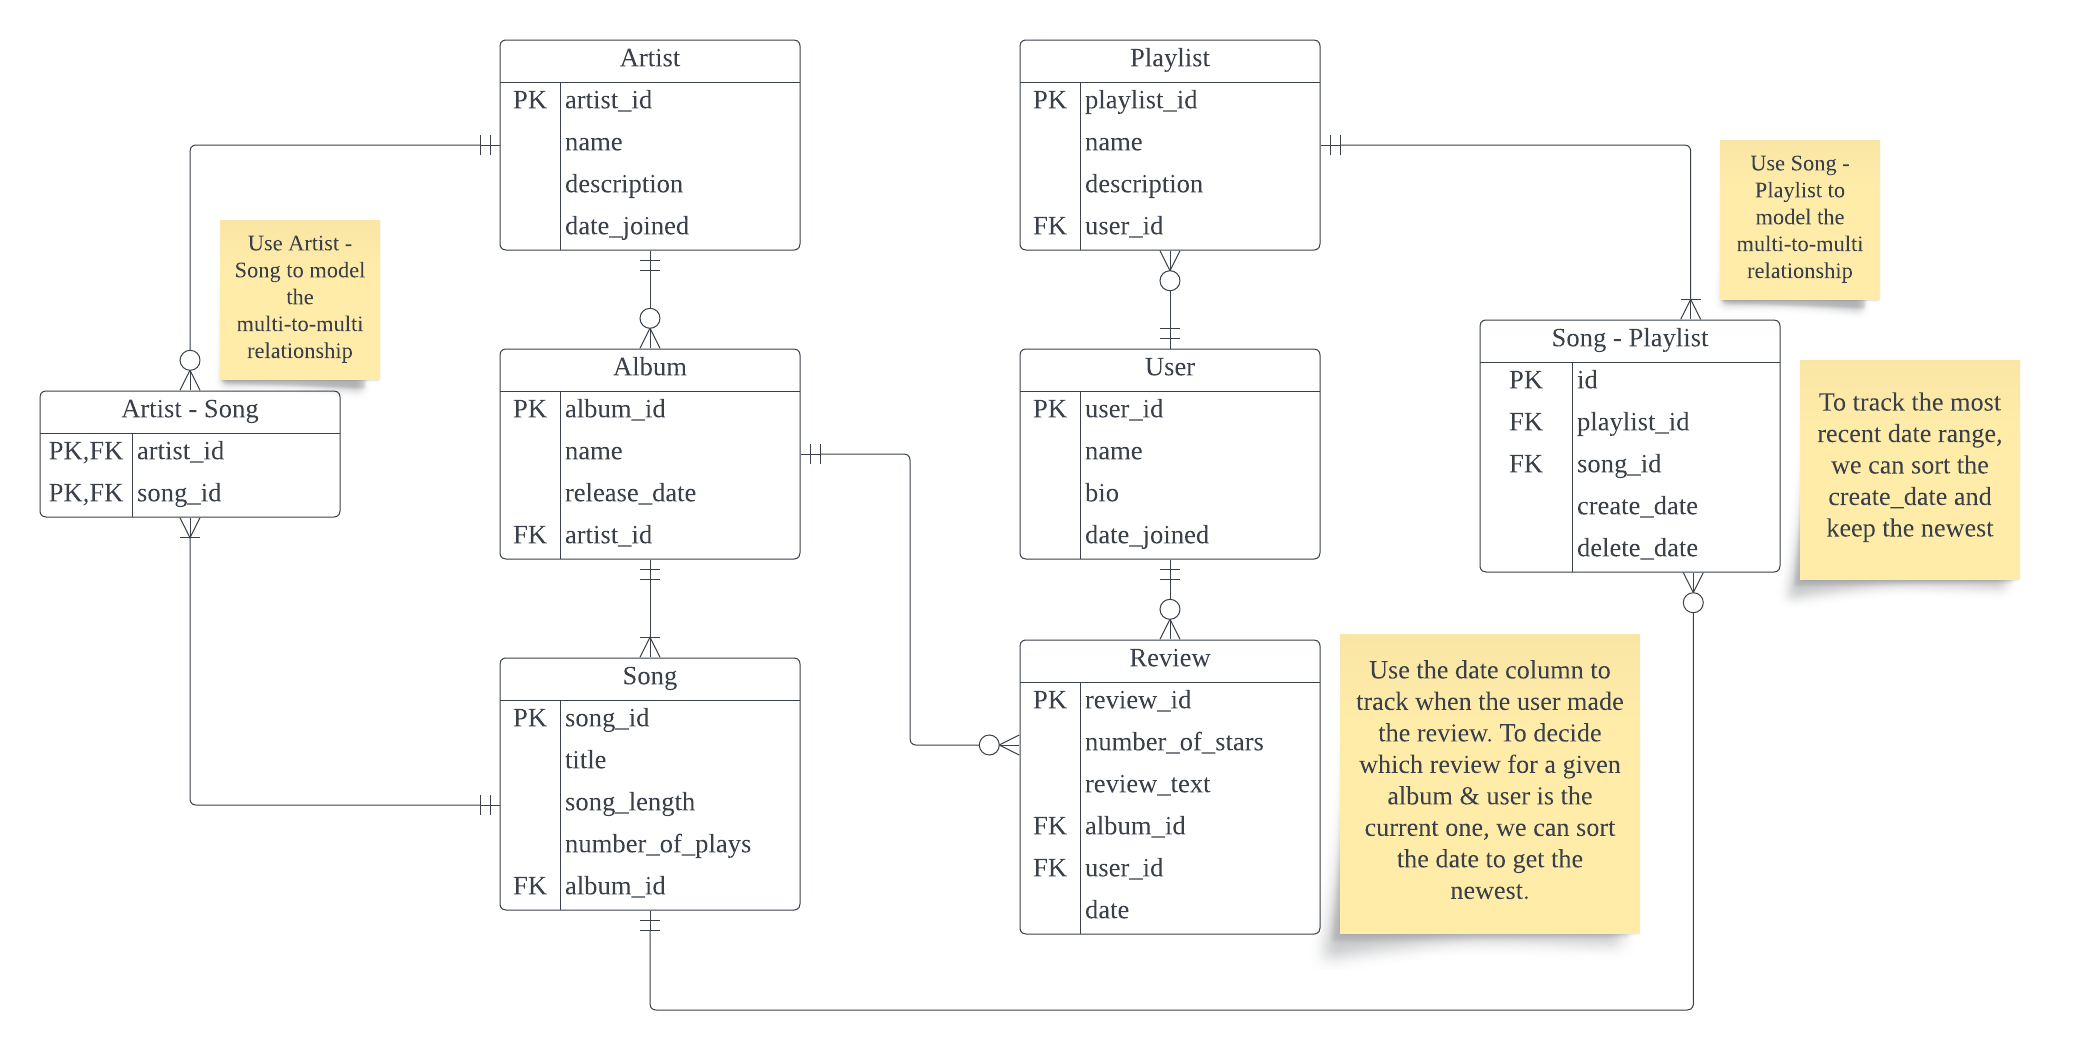 Artist
PK artist_id
name
description
date_joined
Playlist
PK playlist_id
name
description
FK user_id
Use Song -
Playlist to
model the
multi-to-multi
relationship
Use Artist -
Song to model
the
multi-to-multi
relationship
Artist - Song
PK,FK artist_id
PK,FK song_id
Album
PK album_id
name
release_date
FK artist_id
User
PK user_id
name
bio
date_joined
Song - Playlist
PK id
FK playlist_id
FK song_id
create_date
delete_date
To track the most
recent date range,
we can sort the
create_date and
keep the newest
Song
PK song_id
title
song_length
number_of_plays
FK album_id
Review
PK review_id
number_of_stars
review_text
FK album_id
FK user_id
date
Use the date column to
track when the user made
the review. To decide
which review for a given
album & user is the
current one, we can sort
the date to get the
newest.